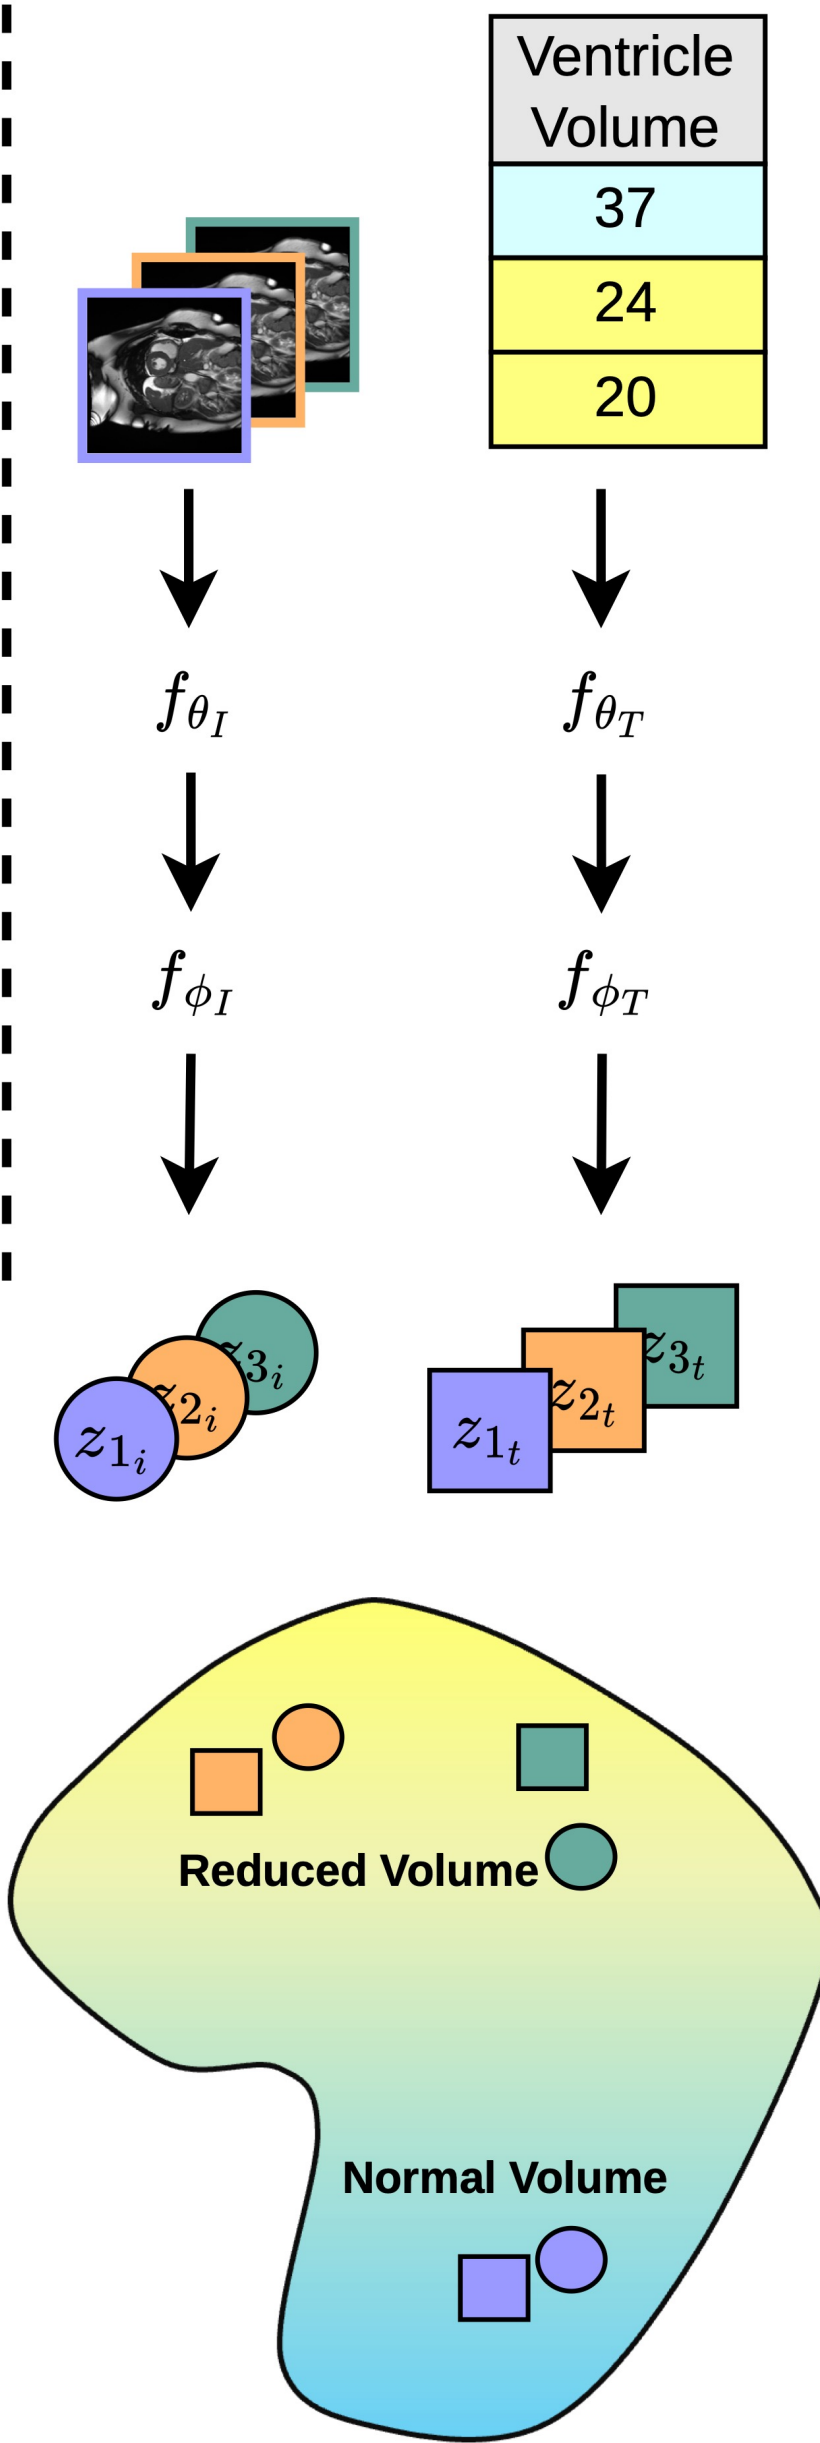 Ventricle
Volume
37
24
20
f_{θ_I} f_{θ_T}
f_{ϕ_I} f_{ϕ_T}
z_{1_i} z_{2_i} z_{3_i} z_{1_t} z_{2_t} z_{3_t}
Reduced Volume
Normal Volume